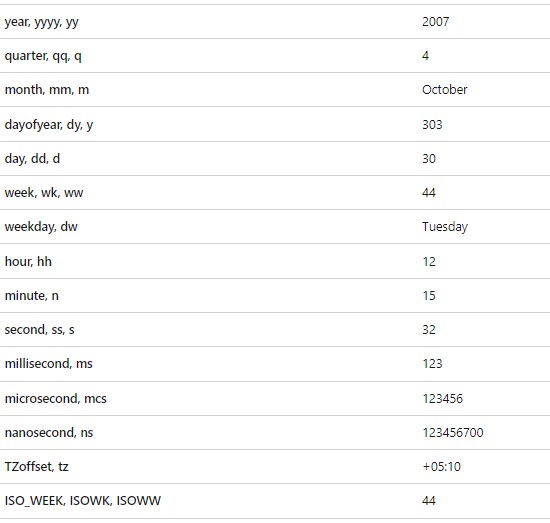 year, yyyy, yy 2007
quarter, qq, q 4
month, mm, m October
dayofyear, dy, y 303
day, dd, d 30
week, wk, ww 44
weekday, dw Tuesday
hour, hh 12
minute, n 15
second, ss, s 32
millisecond, ms 123
microsecond, mcs 123456
nanosecond, ns 123456700
TZoffset, tz +05:10
ISO_WEEK, ISOWK, ISOWW 44